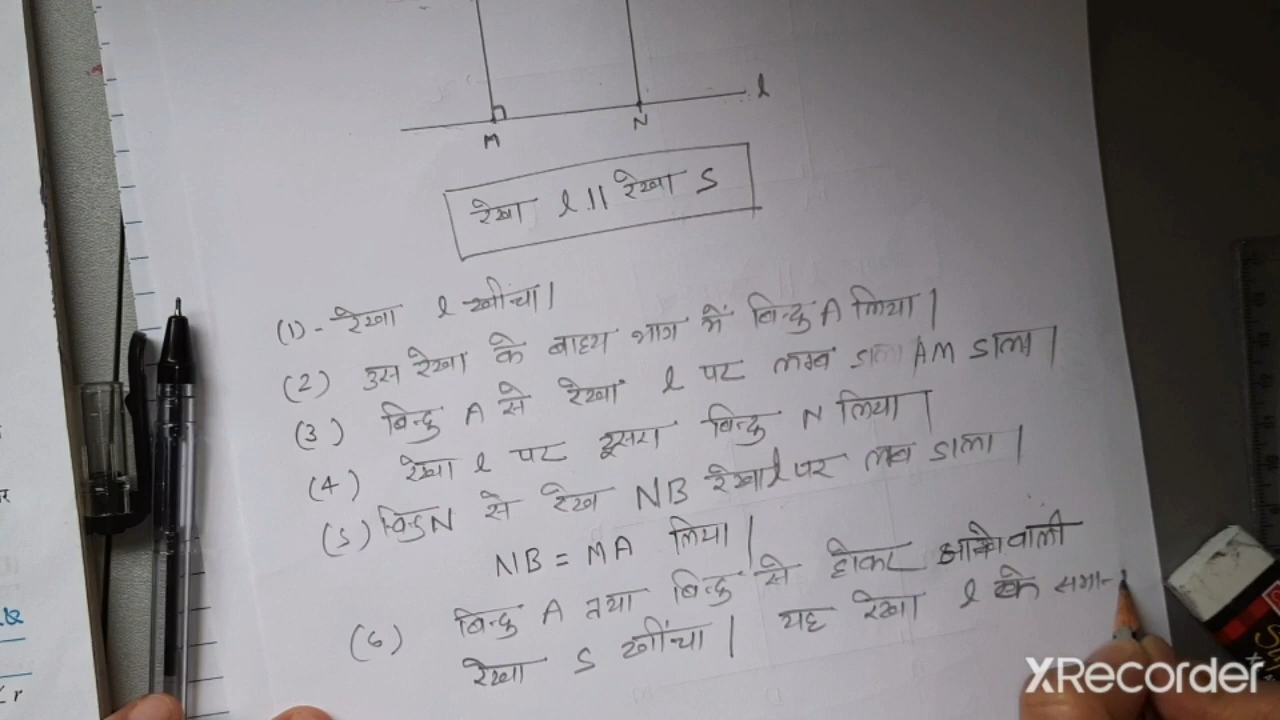 l
M N
रेखा l || रेखा S
(1) - रेखा l खींचा।
(2) उस रेखा के बाह्य भाग में बिन्दु A लिया।
(3) बिन्दु A से रेखा l पर लम्ब डाला AM डाला।
(4) रेखा l पर दूसरा बिन्दु N लिया।
(5) बिन्दु N से रेख NB रेखा l पर लम्ब डाला।
NB = MA लिया।
(6) बिन्दु A तथा बिन्दु से होकर
रेखा S खींचा। यह रेखा l के समान
XRecorder